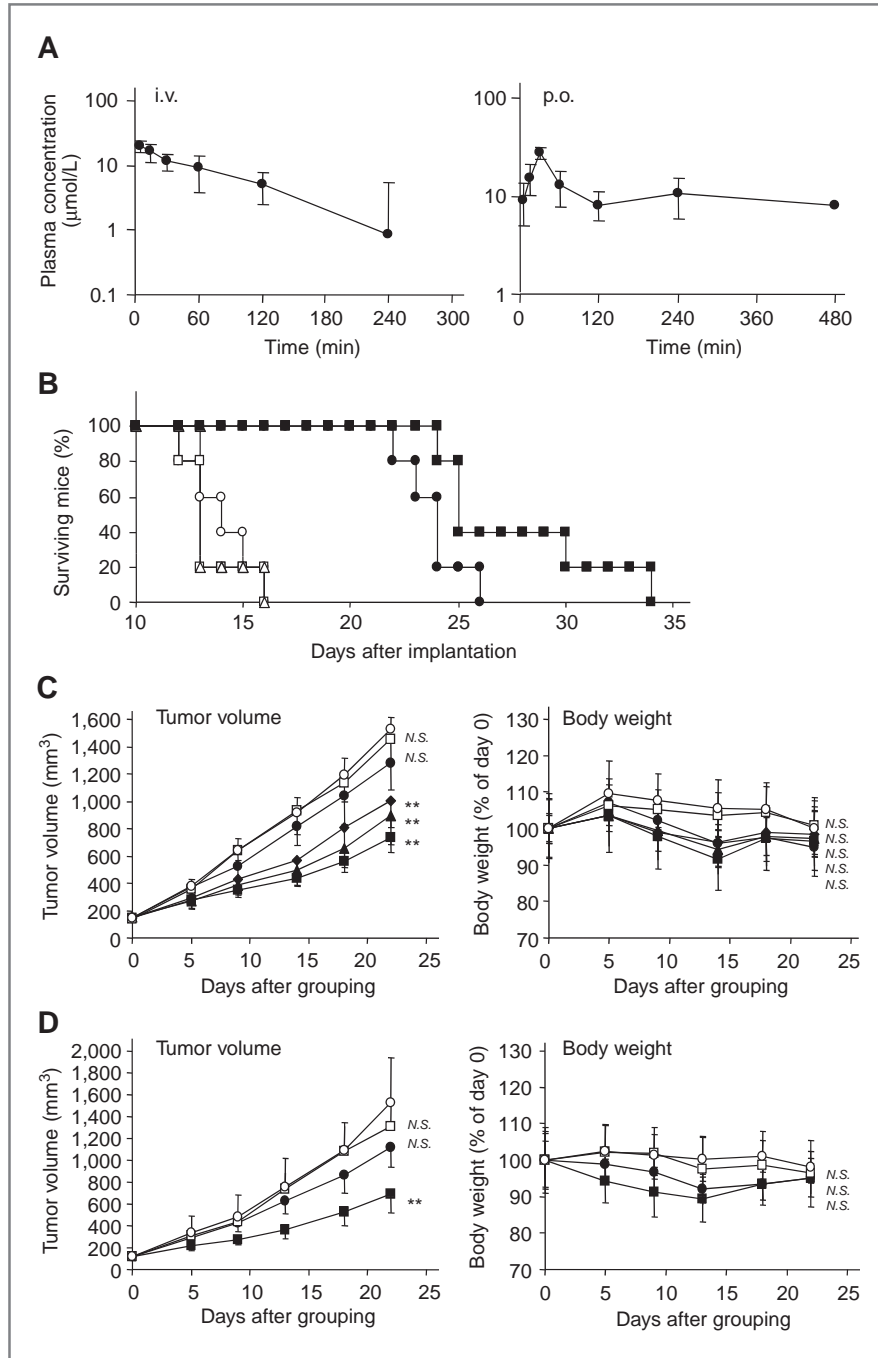 A
i.v.
Plasma concentration
(μmol/L)
100
10
1
0.1
0 60 120 180 240 300
Time (min)
p.o.
100
10
1
0 120 240 360 480
Time (min)
B
Surviving mice (%)
100
80
60
40
20
0
10 15 20 25 30 35
Days after implantation
C
Tumor volume
Tumor volume (mm3)
1,600
1,400
1,200
1,000
800
600
400
200
0
N.S.
N.S.
**
**
**
0 5 10 15 20 25
Days after grouping
Body weight
Body weight (% of day 0)
130
120
110
100
90
80
70
N.S.
N.S.
N.S.
N.S.
N.S.
0 5 10 15 20 25
Days after grouping
D
Tumor volume
Tumor volume (mm3)
2,000
1,800
1,600
1,400
1,200
1,000
800
600
400
200
0
N.S.
N.S.
**
0 5 10 15 20 25
Days after grouping
Body weight
Body weight (% of day 0)
130
120
110
100
90
80
70
N.S.
N.S.
N.S.
0 5 10 15 20 25
Days after grouping